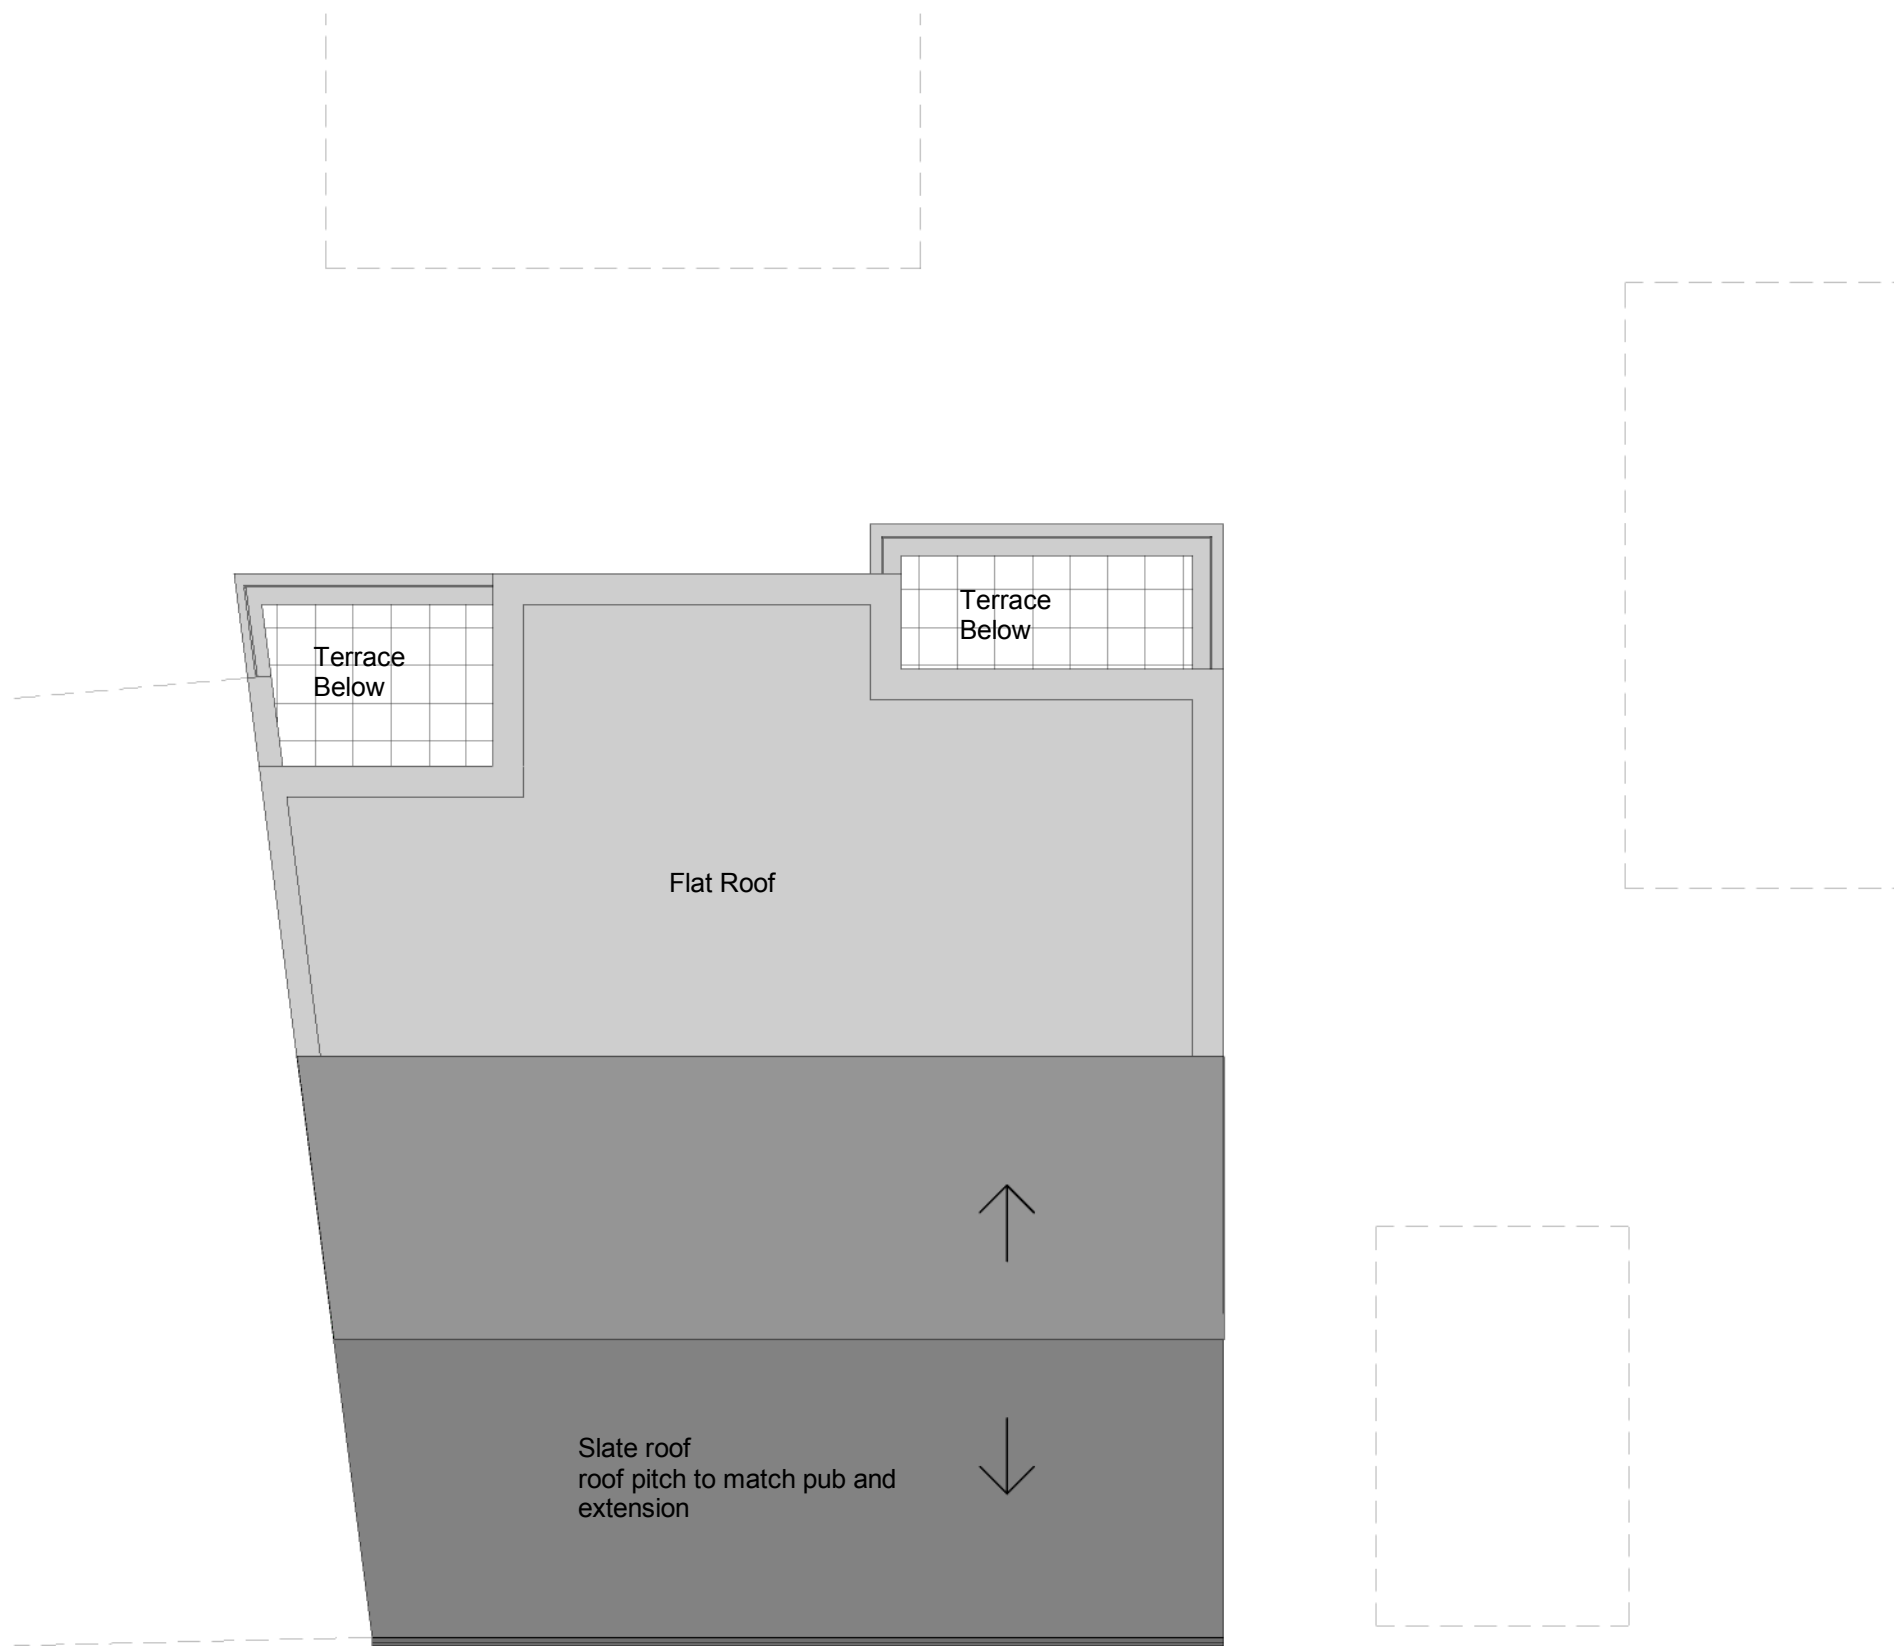 Terrace
Below
Terrace
Below
Flat Roof
Slate roof
roof pitch to match pub and
extension